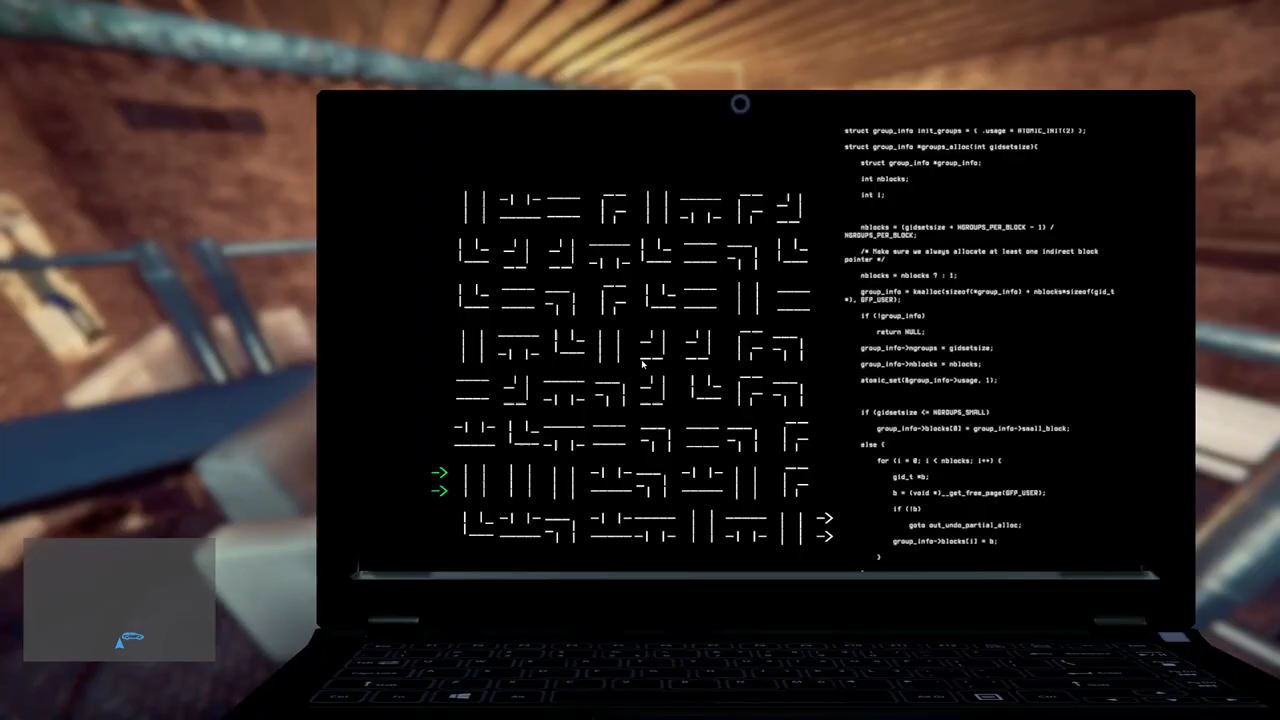 struct group_info init_groups = { .usage = ATOMIC_INIT(2) };
struct group_info *groups_alloc(int gidsetsize){
struct group_info *group_info;
int nblocks;
int i;
nblocks = (gidsetsize + NGROUPS_PER_BLOCK - 1) /
NGROUPS_PER_BLOCK;
/* Make sure we always allocate at least one indirect block
pointer */
nblocks = nblocks ? : 1;
group_info = kmalloc(sizeof(*group_info) + nblocks*sizeof(gid_t
*), GFP_USER);
if (!group_info)
return NULL;
group_info->ngroups = gidsetsize;
group_info->nblocks = nblocks;
atomic_set(&group_info->usage, 1);
if (gidsetsize <= NGROUPS_SMALL)
group_info->blocks[0] = group_info->small_block;
else {
for (i = 0; i < nblocks; i++) {
gid_t *b;
b = (void *)__get_free_page(GFP_USER);
if (!b)
goto out_undo_partial_alloc;
group_info->blocks[i] = b;
}